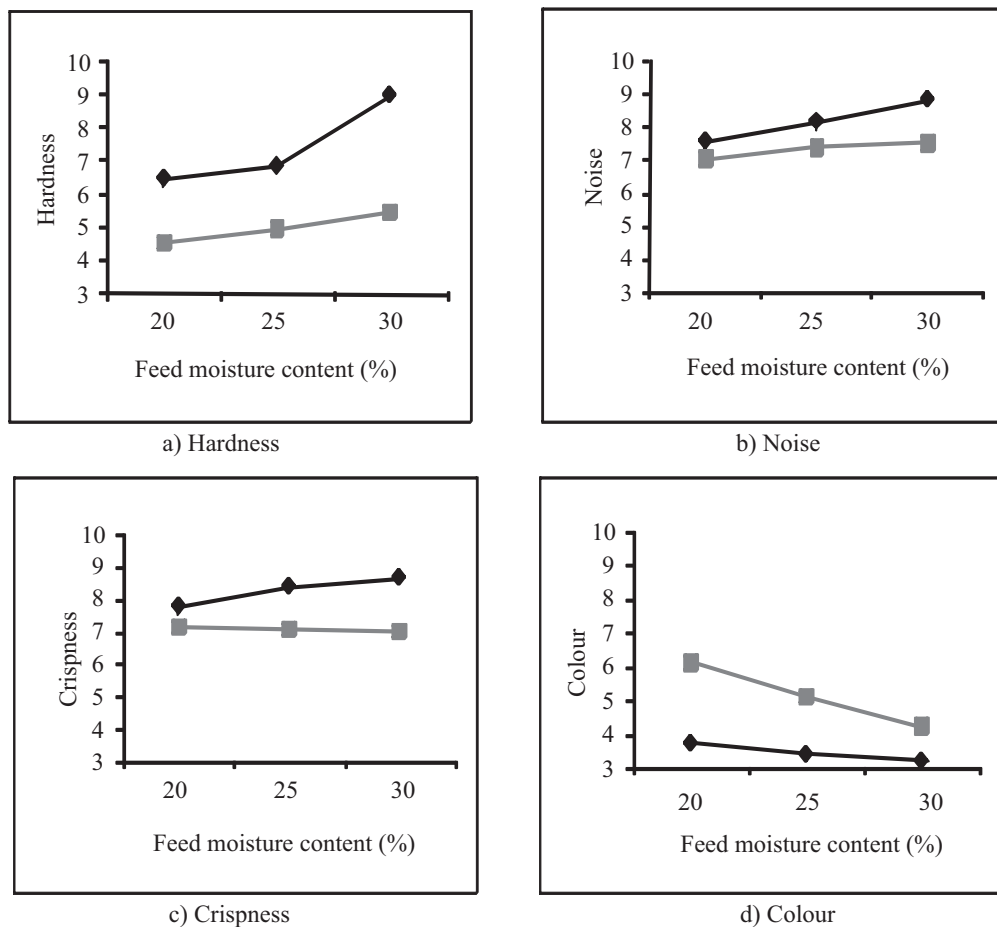 10
9
8
7
6
5
4
3
Hardness
20 25 30
Feed moisture content (%)
a) Hardness
10
9
8
7
6
5
4
3
Noise
20 25 30
Feed moisture content (%)
b) Noise
10
9
8
7
6
5
4
3
Crispness
20 25 30
Feed moisture content (%)
c) Crispness
10
9
8
7
6
5
4
3
Colour
20 25 30
Feed moisture content (%)
d) Colour